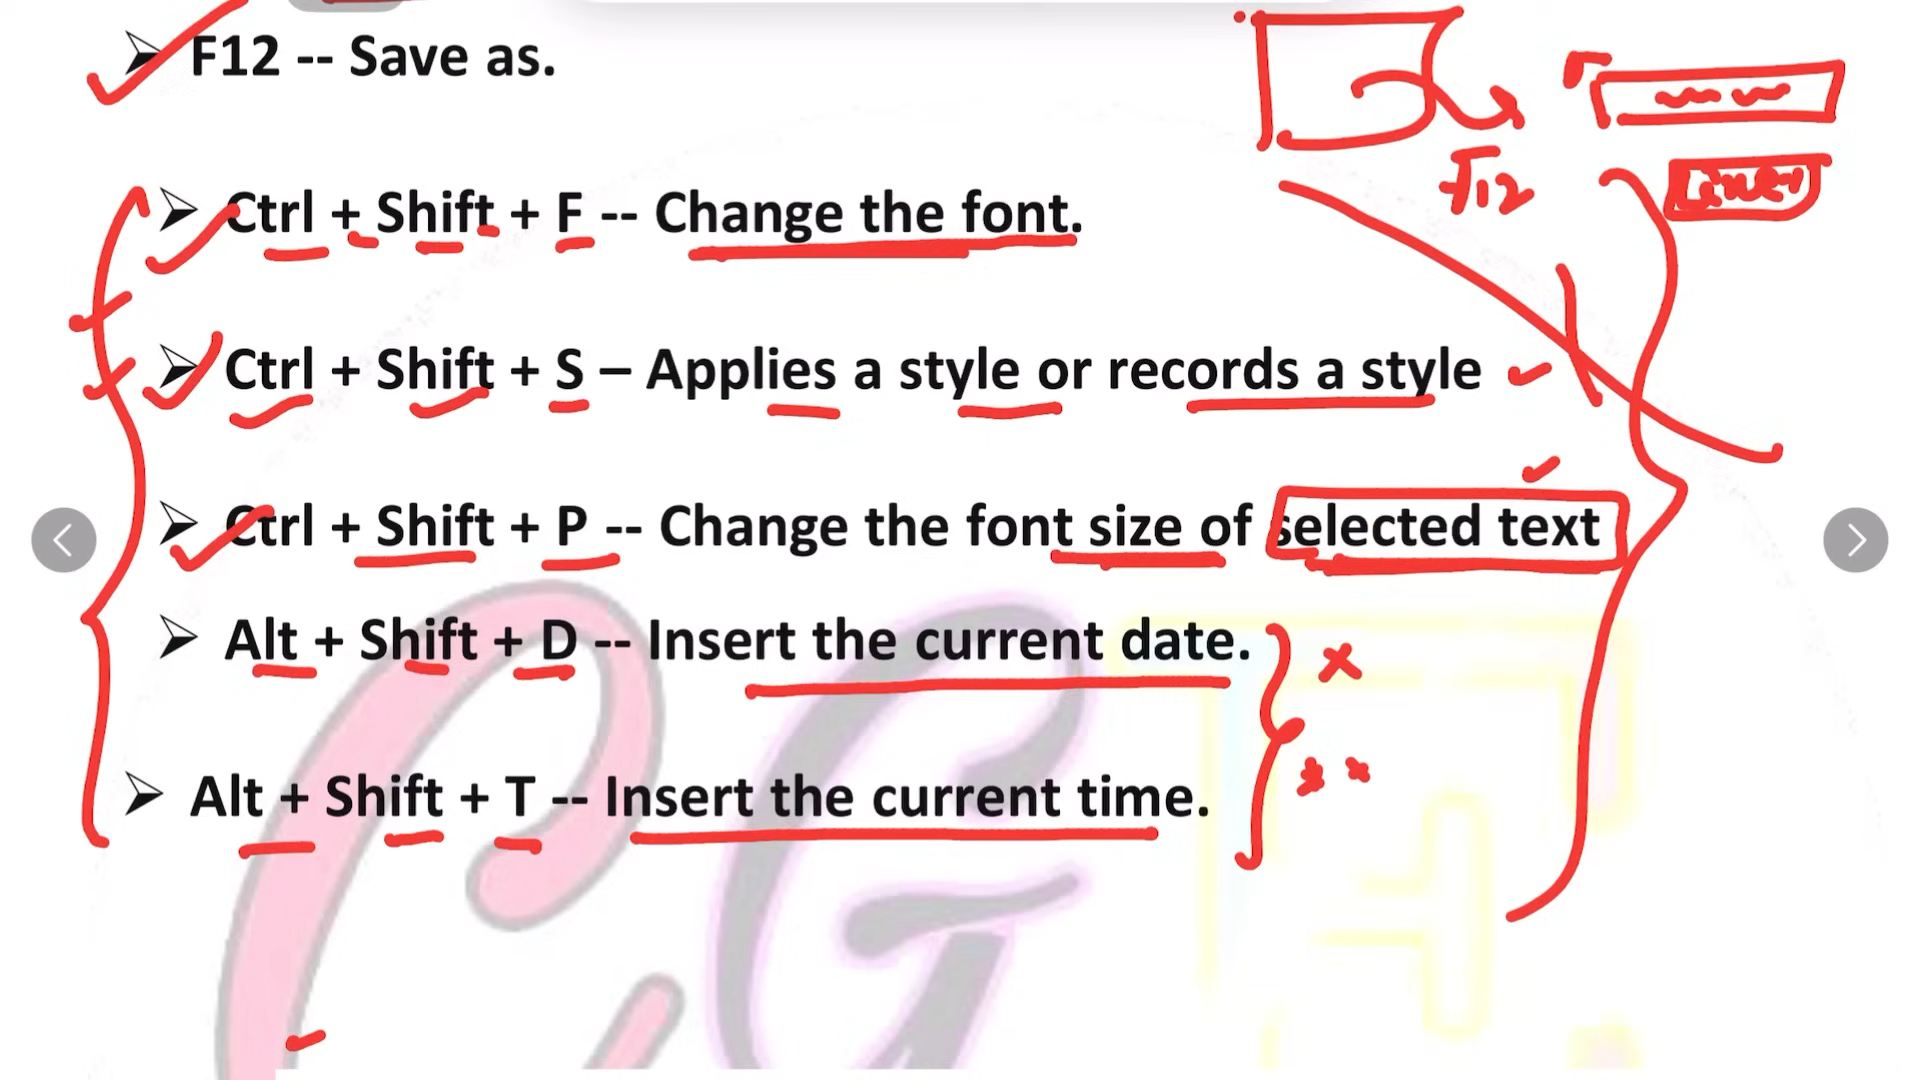 ➢ F12 -- Save as.
F12
➢ Ctrl + Shift + F -- Change the font.
➢ Ctrl + Shift + S – Applies a style or records a style
➢ Ctrl + Shift + P -- Change the font size of selected text
➢ Alt + Shift + D -- Insert the current date.
➢ Alt + Shift + T -- Insert the current time.